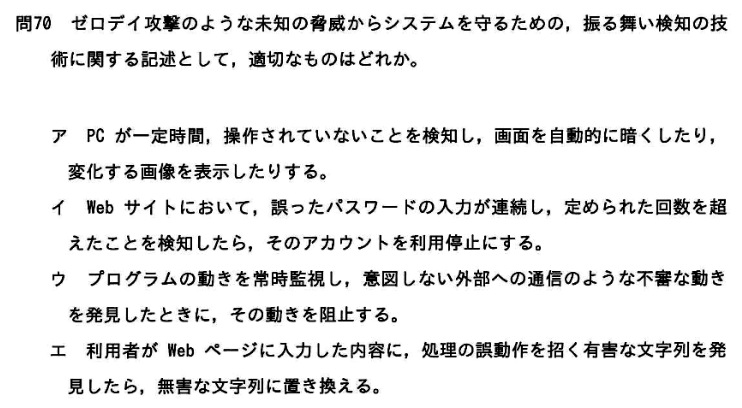 問70 ゼロデイ攻撃のような未知の脅威からシステムを守るための，振る舞い検知の技
術に関する記述として，適切なものはどれか。
ア PC が一定時間，操作されていないことを検知し，画面を自動的に暗くしたり，
変化する画像を表示したりする。
イ Web サイトにおいて，誤ったパスワードの入力が連続し，定められた回数を超
えたことを検知したら，そのアカウントを利用停止にする。
ウ プログラムの動きを常時監視し，意図しない外部への通信のような不審な動き
を発見したときに，その動きを阻止する。
エ 利用者が Web ページに入力した内容に，処理の誤動作を招く有害な文字列を発
見したら，無害な文字列に置き換える。